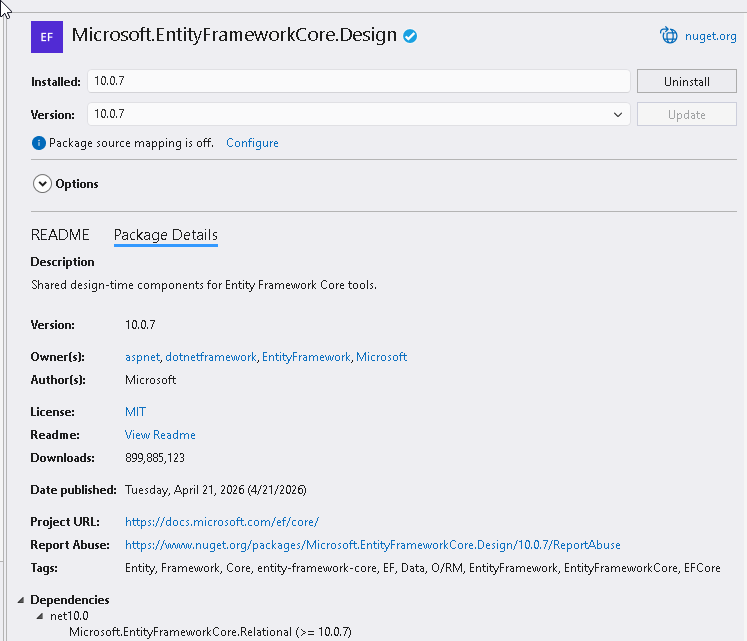 EF Microsoft.EntityFrameworkCore.Design nuget.org
Installed: 10.0.7 Uninstall
Version: 10.0.7 Update
Package source mapping is off. Configure
Options
README Package Details
Description
Shared design-time components for Entity Framework Core tools.
Version: 10.0.7
Owner(s): aspnet, dotnetframework, EntityFramework, Microsoft
Author(s): Microsoft
License: MIT
Readme: View Readme
Downloads: 899,885,123
Date published: Tuesday, April 21, 2026 (4/21/2026)
Project URL: https://docs.microsoft.com/ef/core/
Report Abuse: https://www.nuget.org/packages/Microsoft.EntityFrameworkCore.Design/10.0.7/ReportAbuse
Tags: Entity, Framework, Core, entity-framework-core, EF, Data, O/RM, EntityFramework, EntityFrameworkCore, EFCore
Dependencies
net10.0
Microsoft.EntityFrameworkCore.Relational (>= 10.0.7)